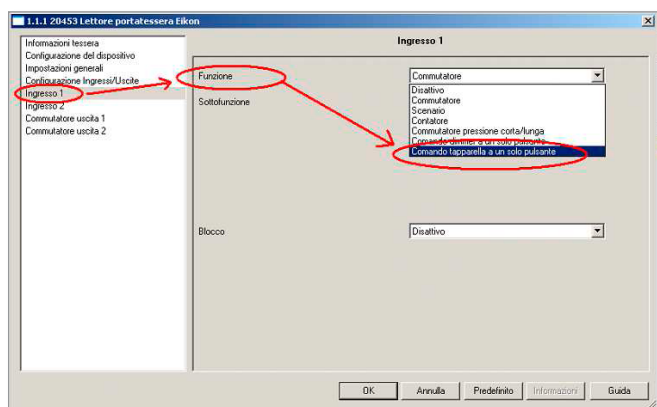 1.1.1 20453 Lettore portatessera Eikon
Informazioni tessera
Configurazione del dispositivo
Impostazioni generali
Configurazione Ingressi/Uscite
Ingresso 1
Ingresso 2
Commutatore uscita 1
Commutatore uscita 2
Ingresso 1
Funzione
Commutatore
Disattivo
Commutatore
Scenario
Contatore
Commutatore pressione corta/lunga
Comando dimmer a un solo pulsante
Comando tapparella a un solo pulsante
Sottofunzione
Blocco
Disattivo
OK
Annulla
Predefinito
Informazioni
Guida